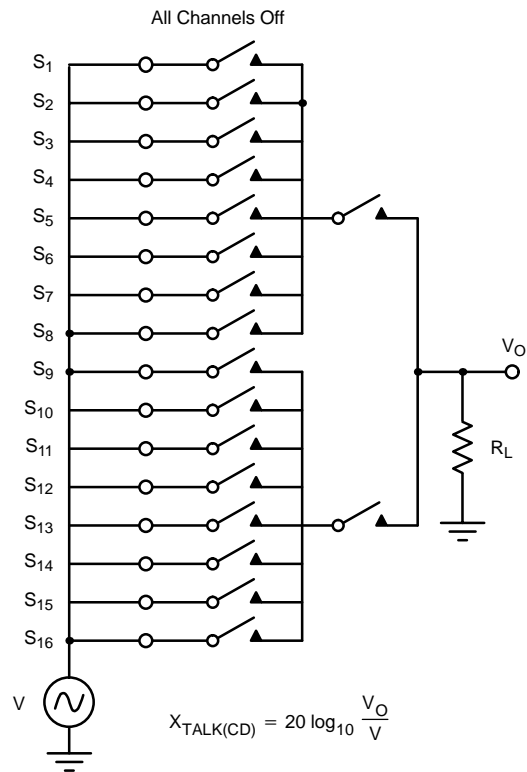 All Channels Off
S1
S2
S3
S4
S5
S6
S7
S8
S9
VO
S10
S11
RL
S12
S13
S14
S15
S16
V
XTALK(CD) = 20 log10 VO/V